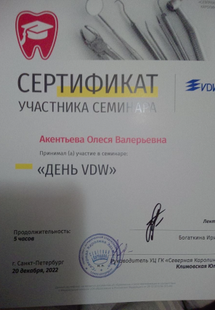 СЕРТИФИКАТ
VDW
УЧАСТНИКА СЕМИНАРА
Акентьева Олеся Валерьевна
Принимал (а) участие в семинаре:
«ДЕНЬ VDW»
Продолжительность:
5 часов
г. Санкт-Петербург
20 декабря, 2022